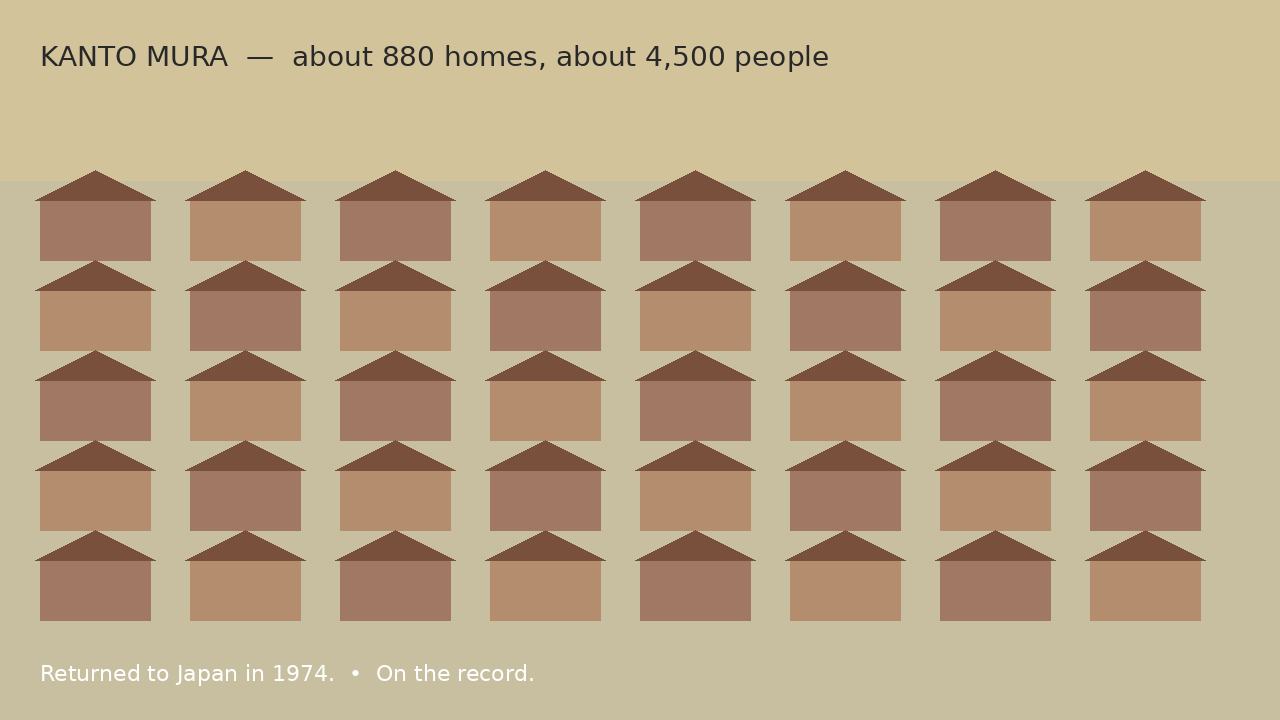 KANTO MURA — about 880 homes, about 4,500 people
Returned to Japan in 1974. • On the record.